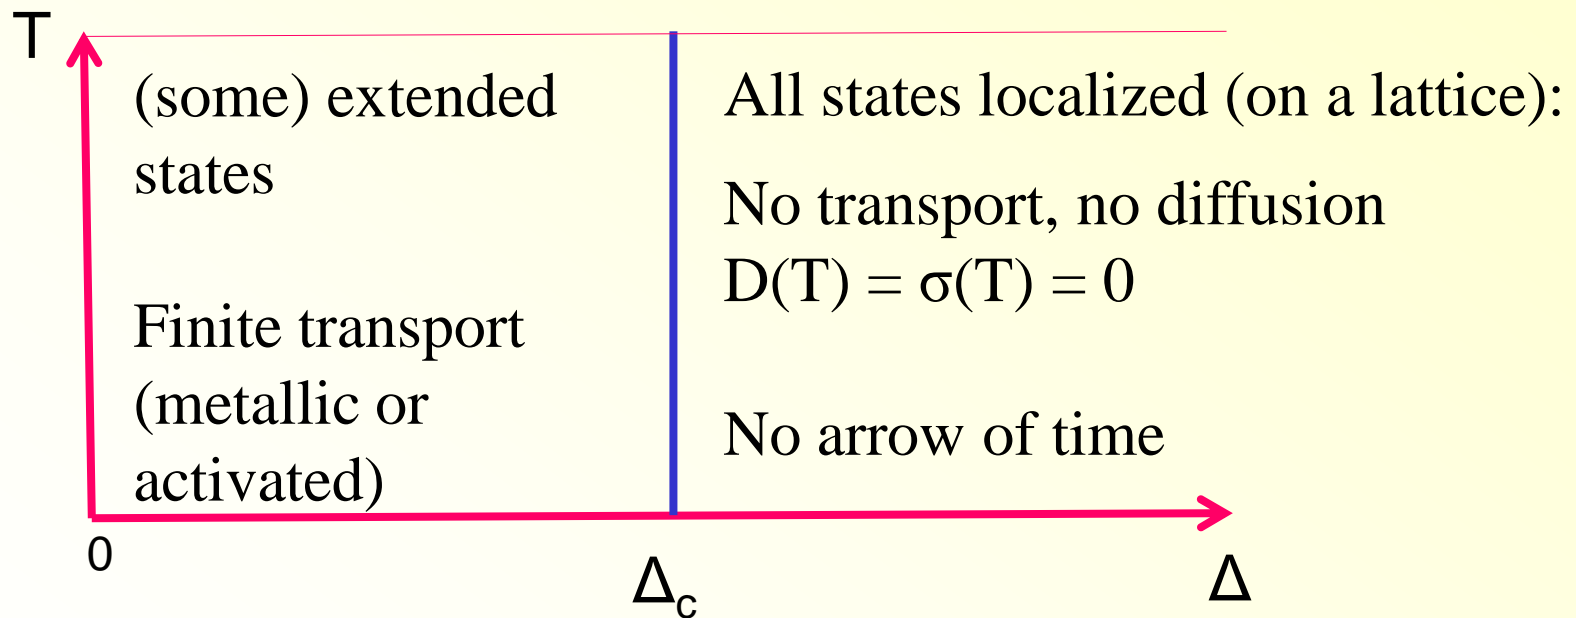 T
(some) extended
states
Finite transport
(metallic or
activated)
All states localized (on a lattice):
No transport, no diffusion
D(T) = σ(T) = 0
No arrow of time
0
Δc
Δ